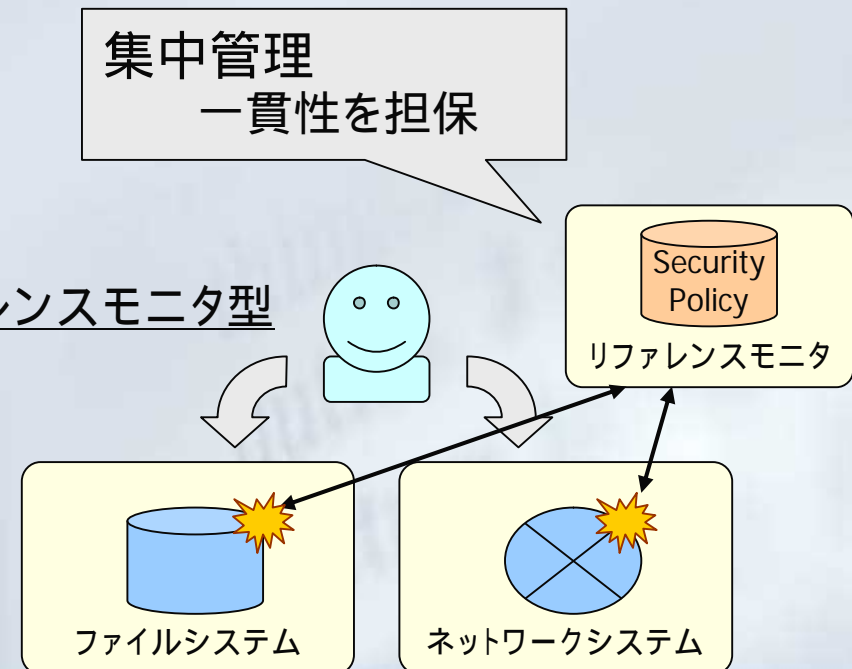 集中管理
一貫性を担保
レンスモニタ型
Security
Policy
リファレンスモニタ
ファイルシステム
ネットワークシステム